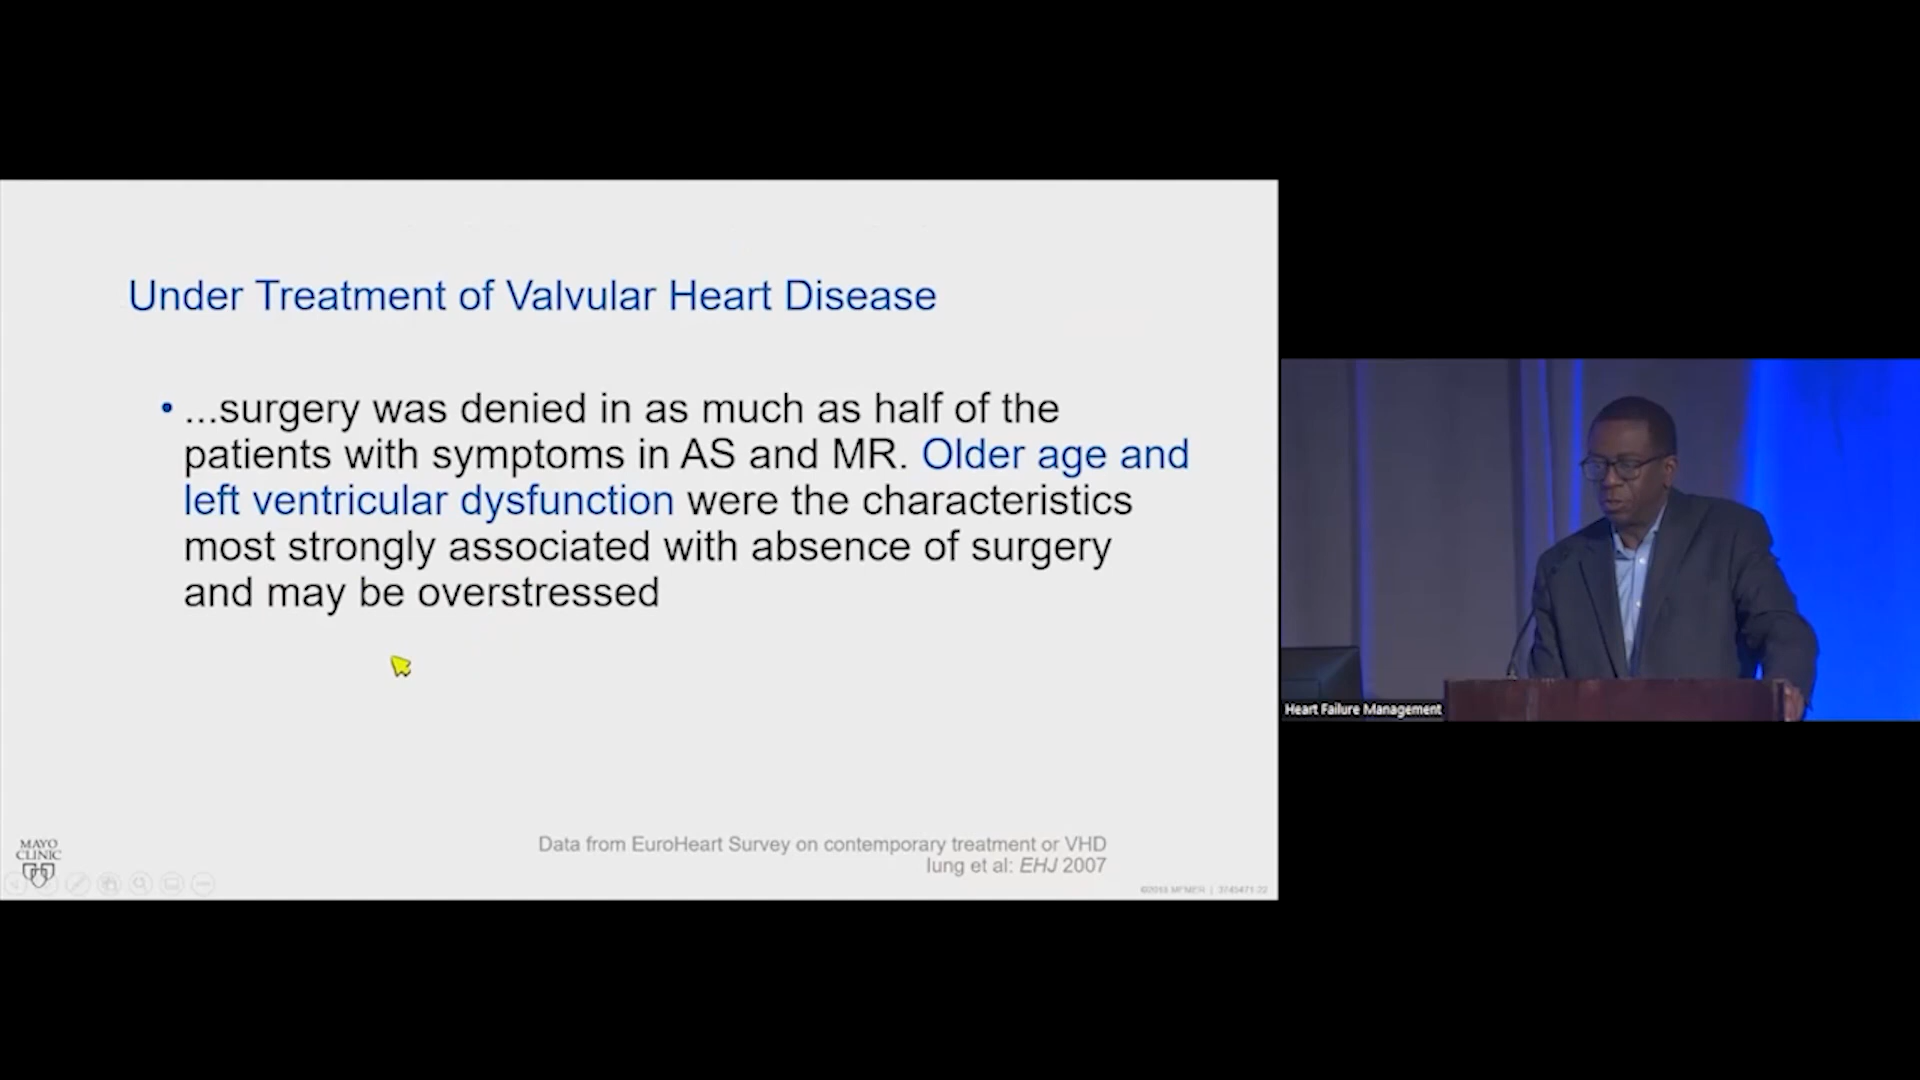 Under Treatment of Valvular Heart Disease
• ...surgery was denied in as much as half of the
patients with symptoms in AS and MR. Older age and
left ventricular dysfunction were the characteristics
most strongly associated with absence of surgery
and may be overstressed
Data from EuroHeart Survey on contemporary treatment or VHD
Iung et al: EHJ 2007
MAYO
CLINIC
Heart Failure Management